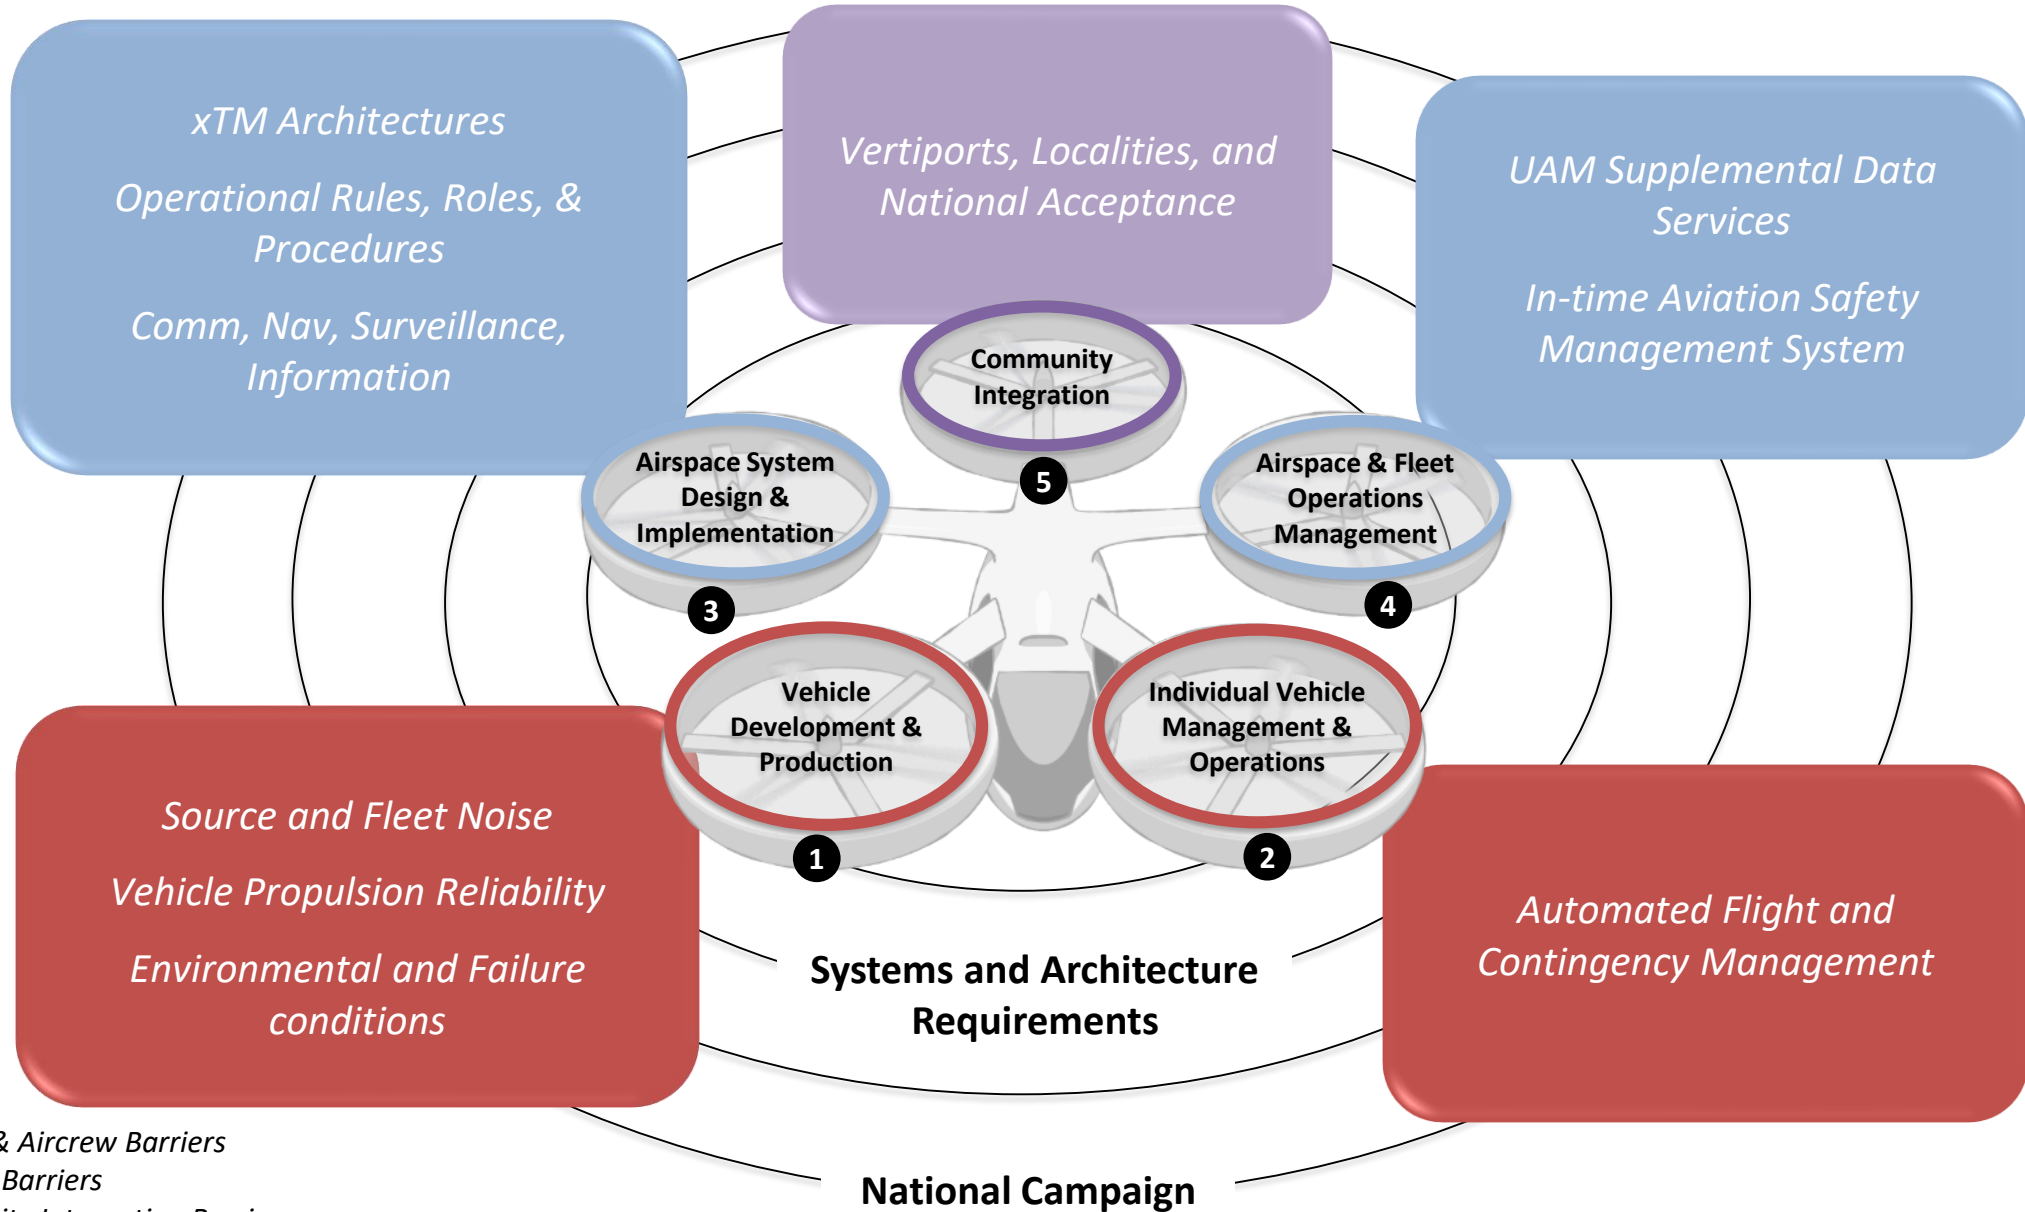 xTM Architectures
Operational Rules, Roles, &
Procedures
Comm, Nav, Surveillance,
Information
Vertiports, Localities, and
National Acceptance
UAM Supplemental Data
Services
In-time Aviation Safety
Management System
Community
Integration
5
Airspace System
Design &
Implementation
3
Airspace & Fleet
Operations
Management
4
Vehicle
Development &
Production
1
Individual Vehicle
Management &
Operations
2
Source and Fleet Noise
Vehicle Propulsion Reliability
Environmental and Failure
conditions
Automated Flight and
Contingency Management
Systems and Architecture
Requirements
National Campaign
& Aircrew Barriers
Barriers